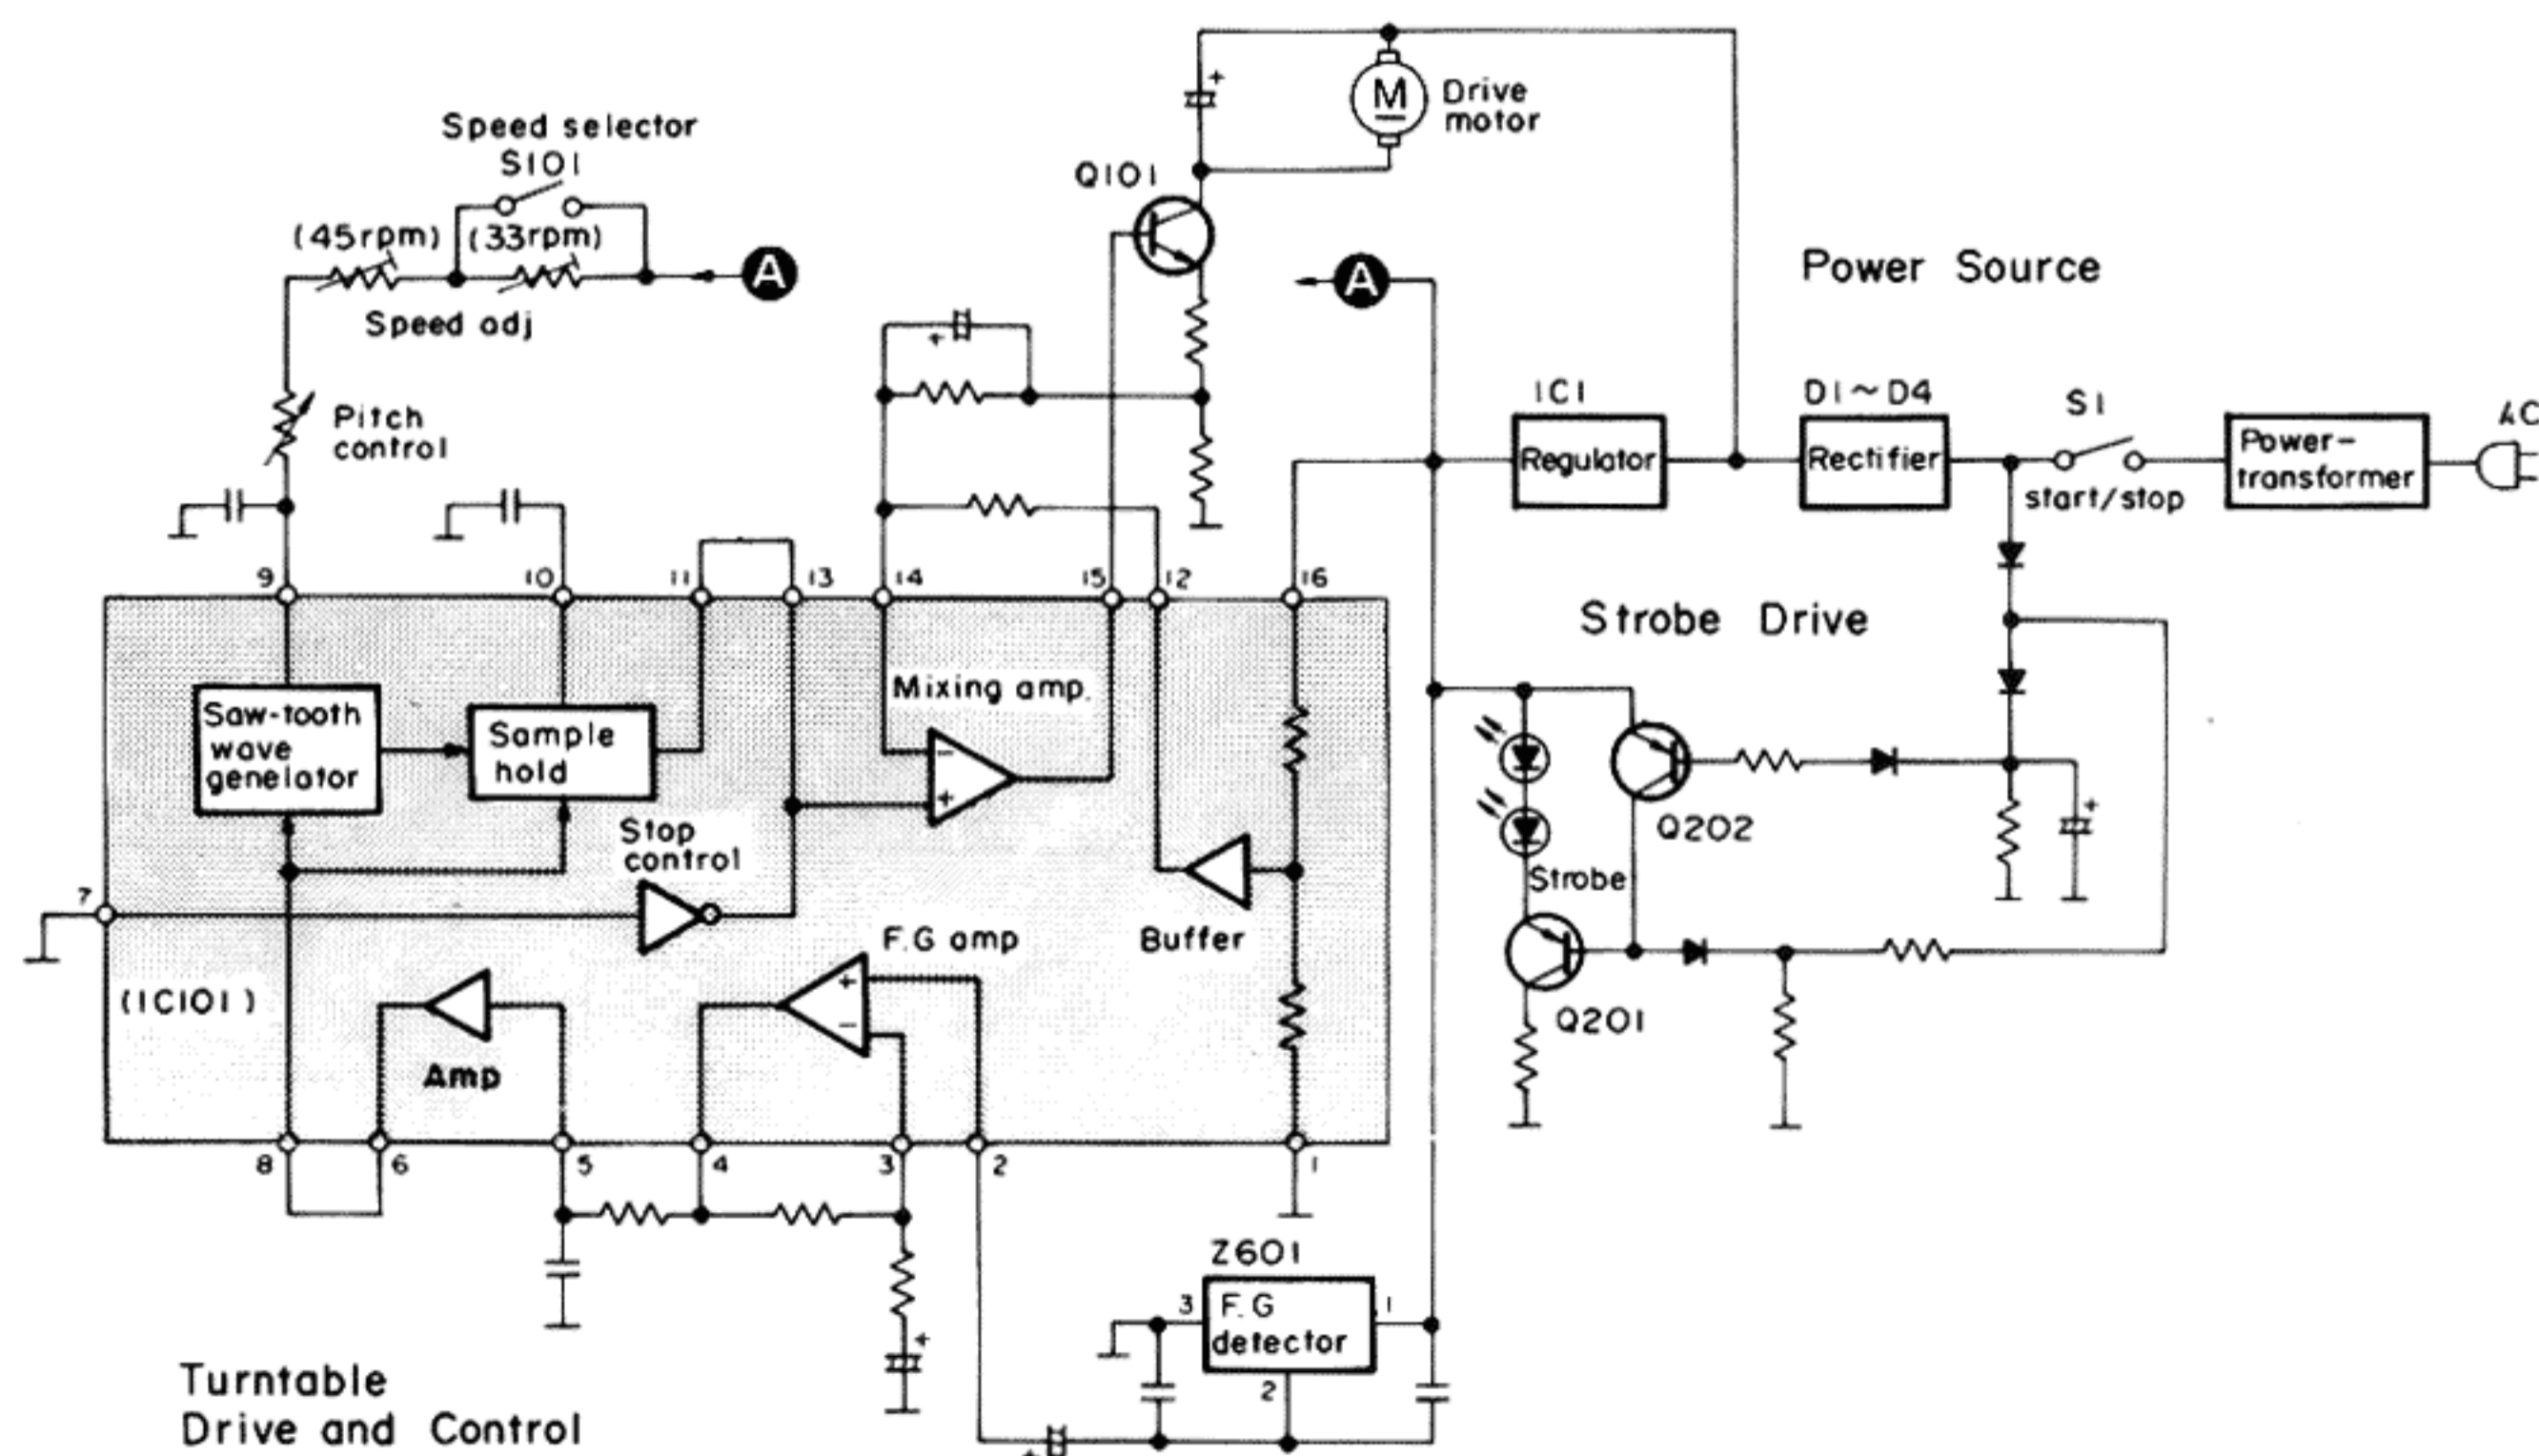 Speed selector
S101
(45rpm)
(33rpm)
A
Speed adj
Pitch
control
+
M
Drive
motor
Q101
A
Power Source
+
IC1
Regulator
D1~D4
Rectifier
S1
start/stop
Power-
transformer
AC
9
10
11
13
14
15
12
16
Strobe Drive
Saw-tooth
wave
genelator
Sample
hold
Mixing amp.
-
+
Stop
control
Q202
+
Strobe
7
F.G amp
Buffer
(IC101)
+
-
Amp
Q201
8
6
5
4
3
2
1
Z601
3
F.G
detector
1
2
+
+
Turntable
Drive and Control